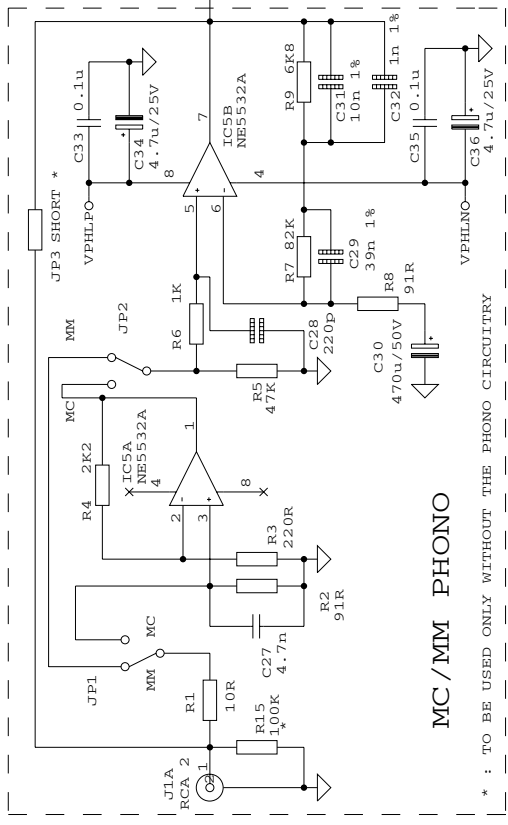 J1A
RCA 2
1
2
R15
100K
*
R1
10R
JP1
MM
MC
C27
4.7n
R2
91R
R3
220R
2
3
IC5A
NE5532A
4
8
1
R4 2K2
MC
MM
JP2
R5
47K
R6 1K
C28
220p
5
6
IC5B
NE5532A
7
8
4
R7 82K
C29
39n 1%
R8
91R
C30
470u/50V
+
R9 6K8
C31
10n 1%
C32 1n 1%
JP3 SHORT *
VPHLP
C33 0.1u
C34
4.7u/25V
+
VPHLN
C35 0.1u
C36
4.7u/25V
+
MC/MM PHONO
* : TO BE USED ONLY WITHOUT THE PHONO CIRCUITRY